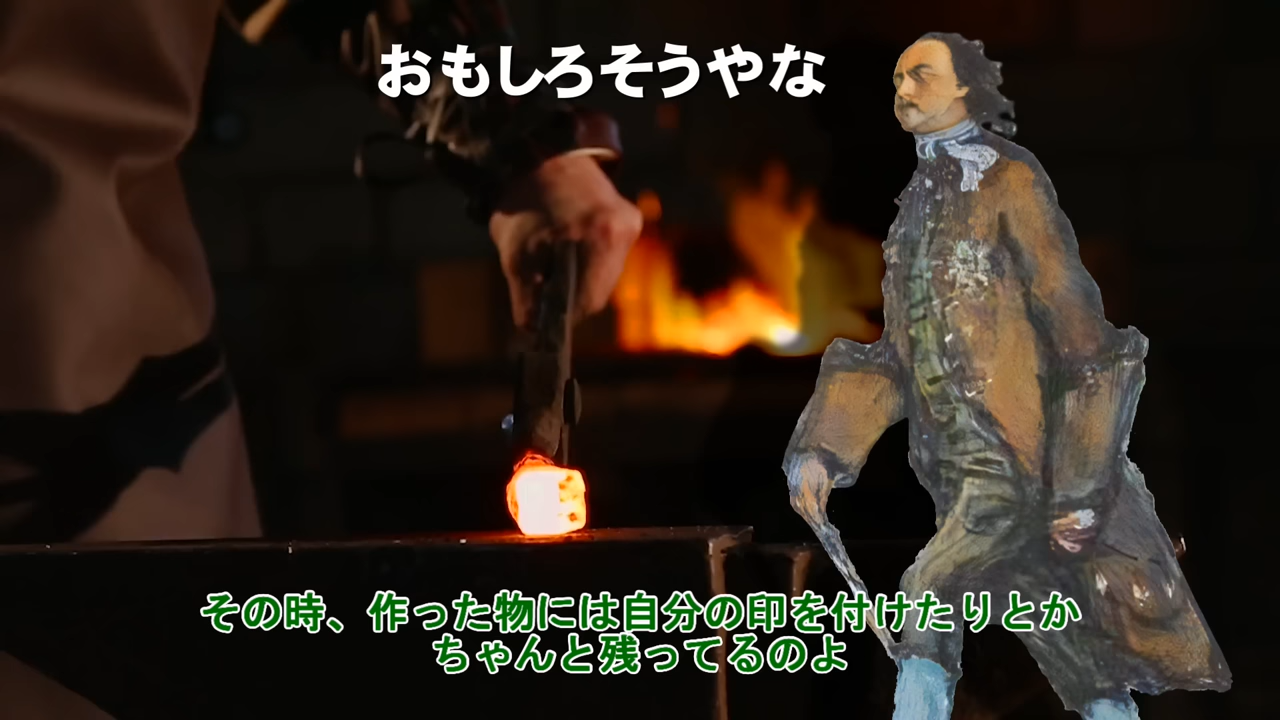 おもしろそうやな
その時、作った物には自分の印を付けたりとか
ちゃんと残ってるのよ